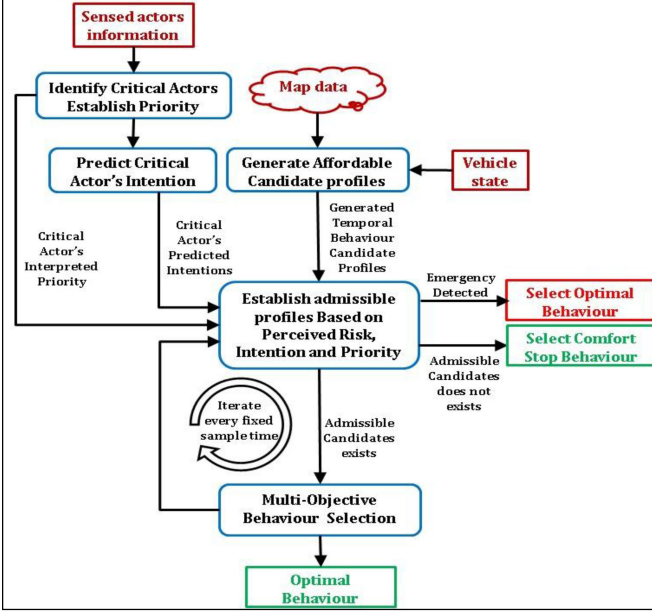 Sensed actors
information
Identify Critical Actors
Establish Priority
Map data
Predict Critical
Actor's Intention
Generate Affordable
Candidate profiles
Vehicle
state
Critical
Actor's
Interpreted
Priority
Critical
Actor's
Predicted
Intentions
Generated
Temporal
Behaviour
Candidate
Profiles
Emergency
Detected
Establish admissible
profiles Based on
Perceived Risk,
Intention and Priority
Select Optimal
Behaviour
Select Comfort
Stop Behaviour
Admissible
Candidates
does not
exists
Iterate
every fixed
sample time
Admissible
Candidates
exists
Multi-Objective
Behaviour Selection
Optimal
Behaviour